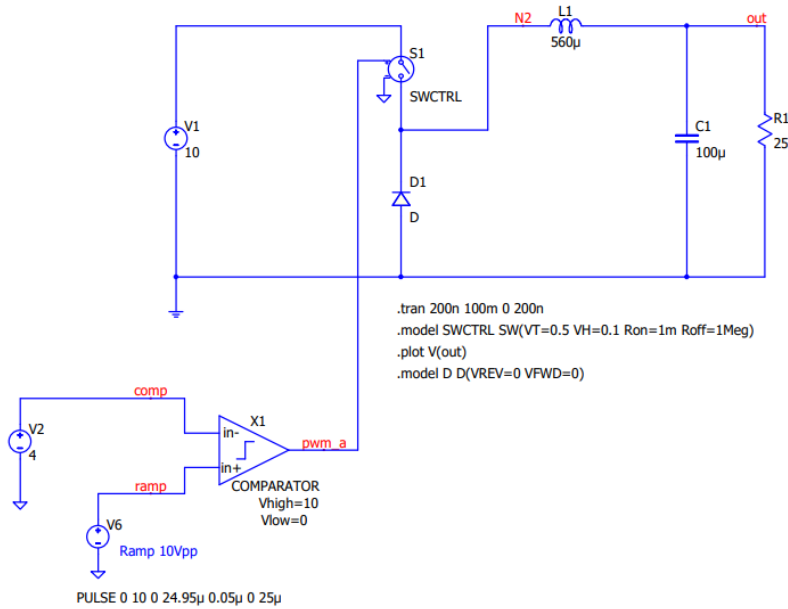 L1
560µ
N2
out
S1
SWCTRL
V1
10
C1
100µ
R1
25
D1
D
.tran 200n 100m 0 200n
.model SWCTRL SW(VT=0.5 VH=0.1 Ron=1m Roff=1Meg)
.plot V(out)
.model D D(VREV=0 VFWD=0)
comp
V2
4
X1
in-
in+
pwm_a
ramp
COMPARATOR
Vhigh=10
Vlow=0
V6
Ramp 10Vpp
PULSE 0 10 0 24.95µ 0.05µ 0 25µ